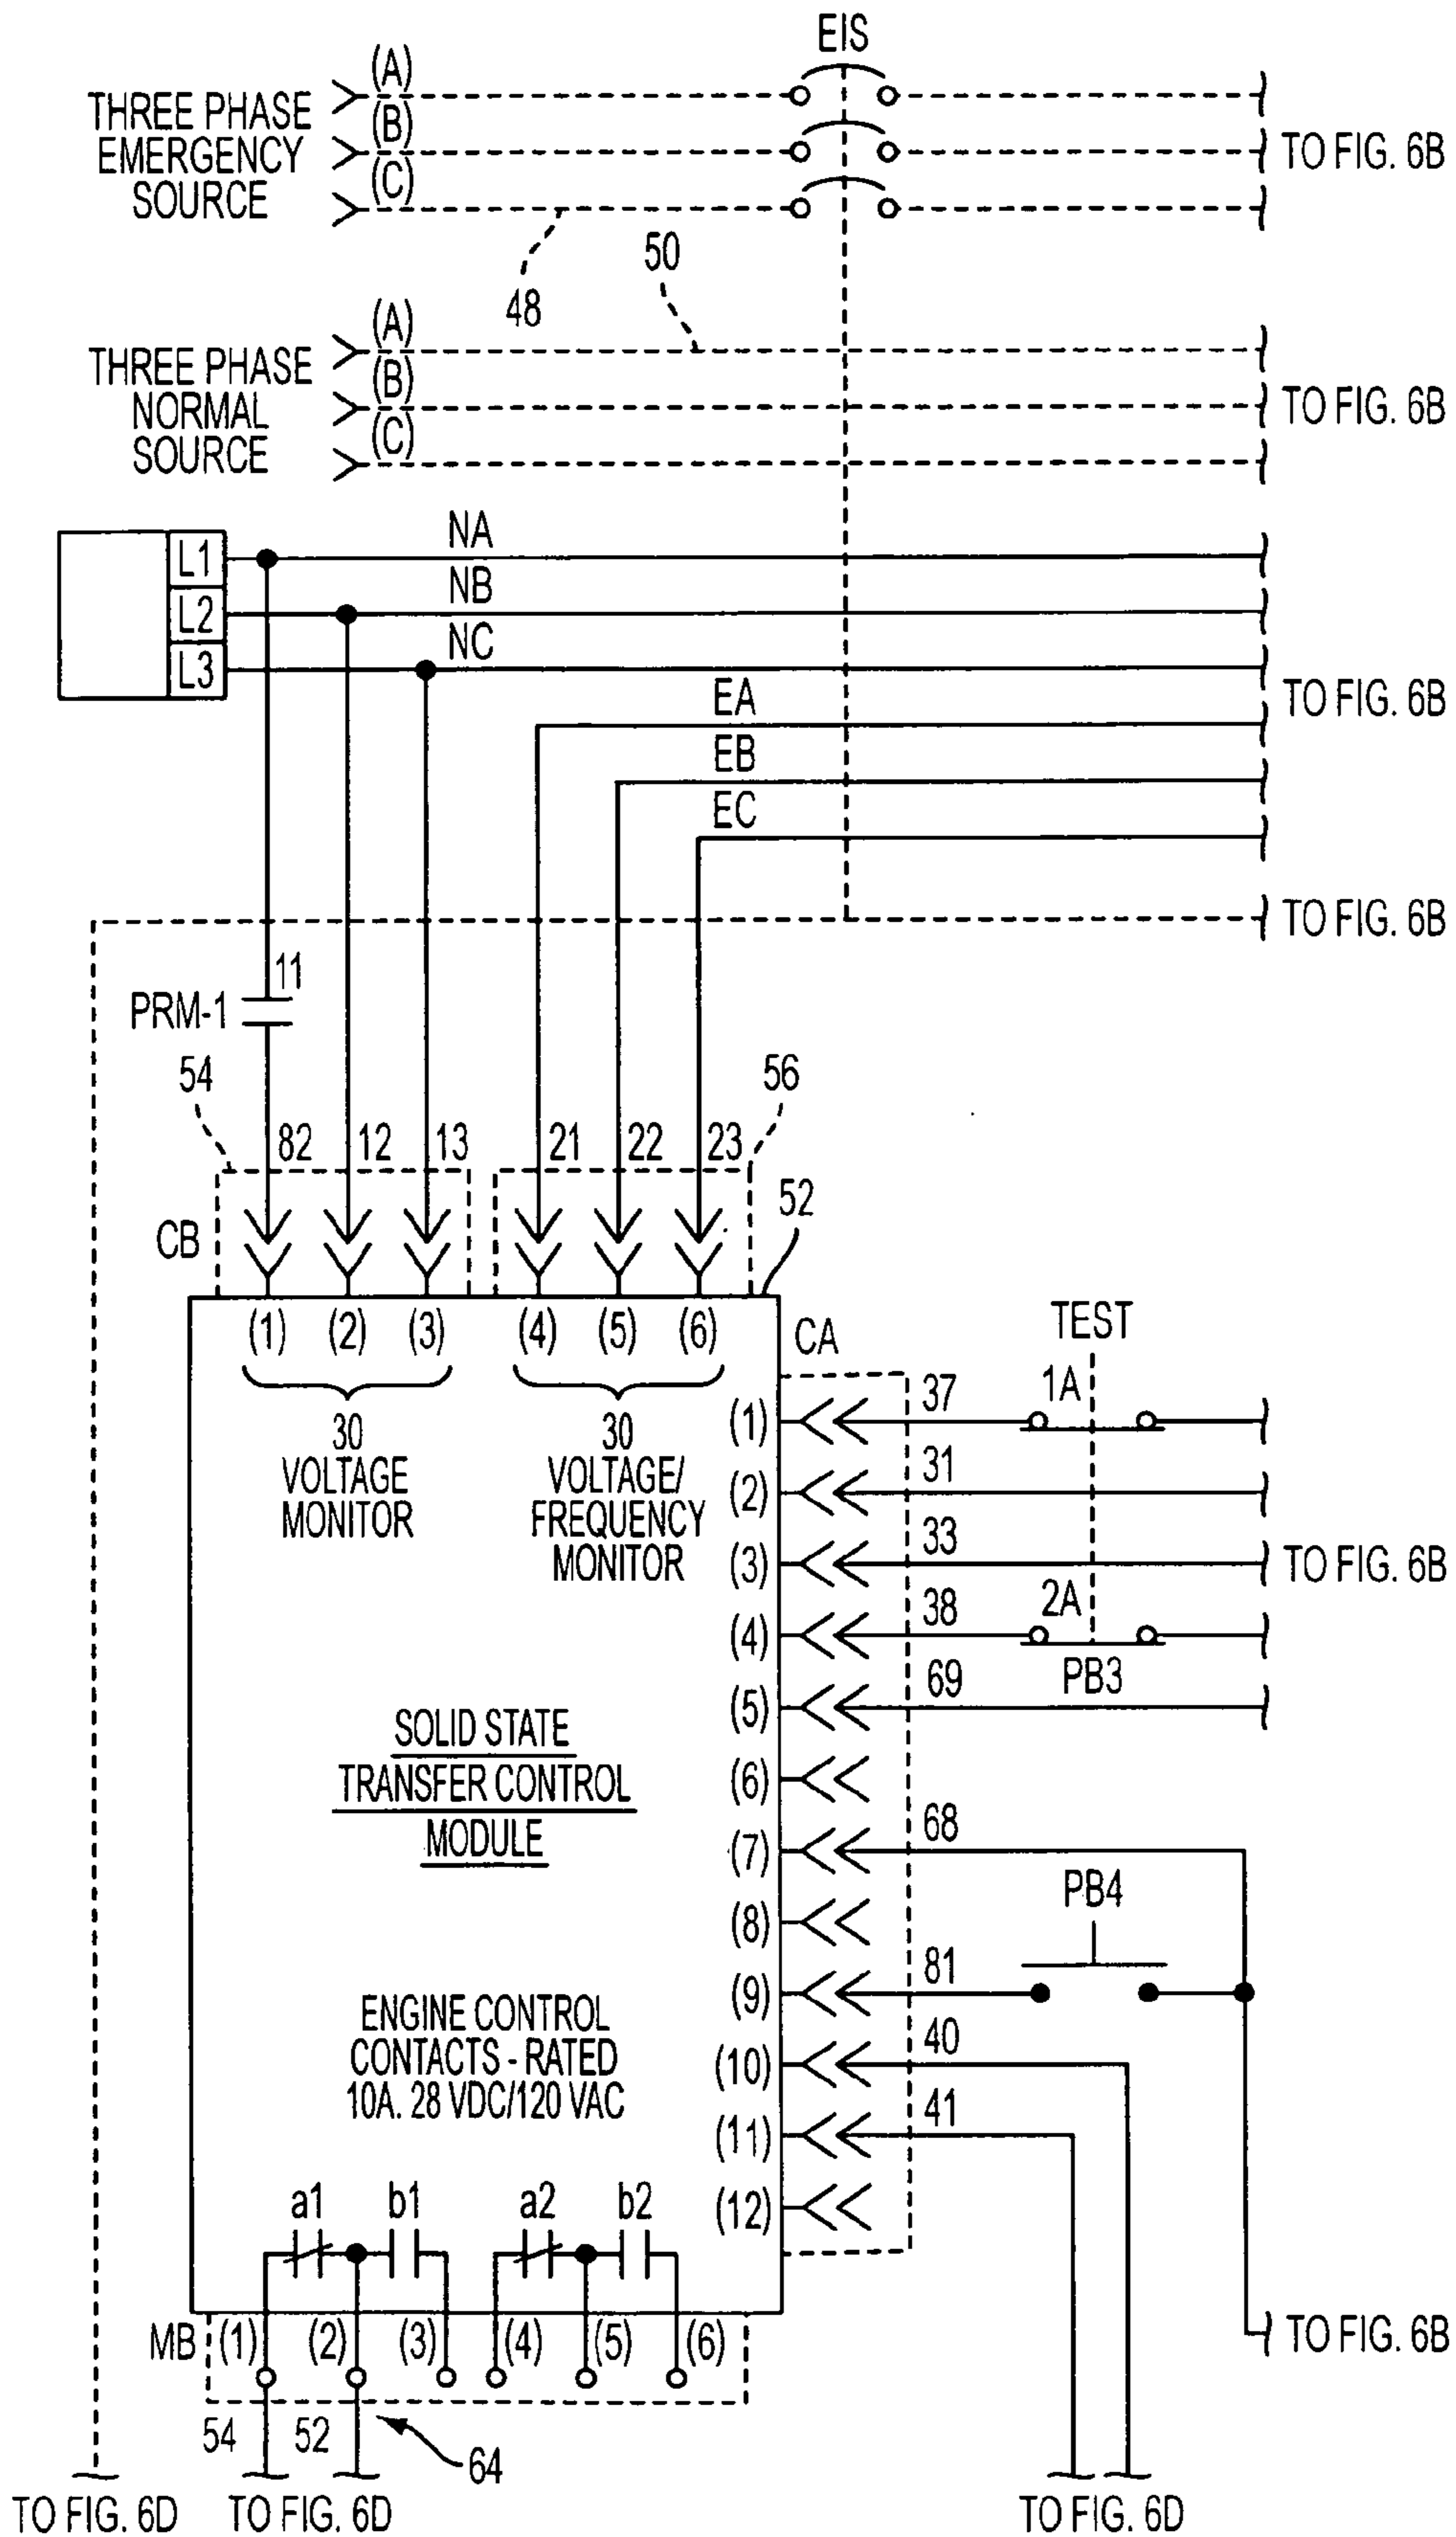 EIS
THREE PHASE
EMERGENCY
SOURCE
(A)
(B)
(C)
TO FIG. 6B
48
50
THREE PHASE
NORMAL
SOURCE
(A)
(B)
(C)
TO FIG. 6B
L1
L2
L3
NA
NB
NC
EA
EB
EC
TO FIG. 6B
TO FIG. 6B
11
PRM-1
54
56
82
12
13
21
22
23
52
CB
(1)
(2)
(3)
(4)
(5)
(6)
CA
TEST
30
VOLTAGE
MONITOR
30
VOLTAGE/
FREQUENCY
MONITOR
(1)
37
1A
(2)
31
(3)
33
TO FIG. 6B
(4)
38
2A
PB3
(5)
69
SOLID STATE
TRANSFER CONTROL
MODULE
(6)
(7)
68
PB4
(8)
(9)
81
ENGINE CONTROL
CONTACTS - RATED
10A. 28 VDC/120 VAC
(10)
40
(11)
41
(12)
a1
b1
a2
b2
MB
(1)
(2)
(3)
(4)
(5)
(6)
TO FIG. 6B
54
52
64
TO FIG. 6D
TO FIG. 6D
TO FIG. 6D